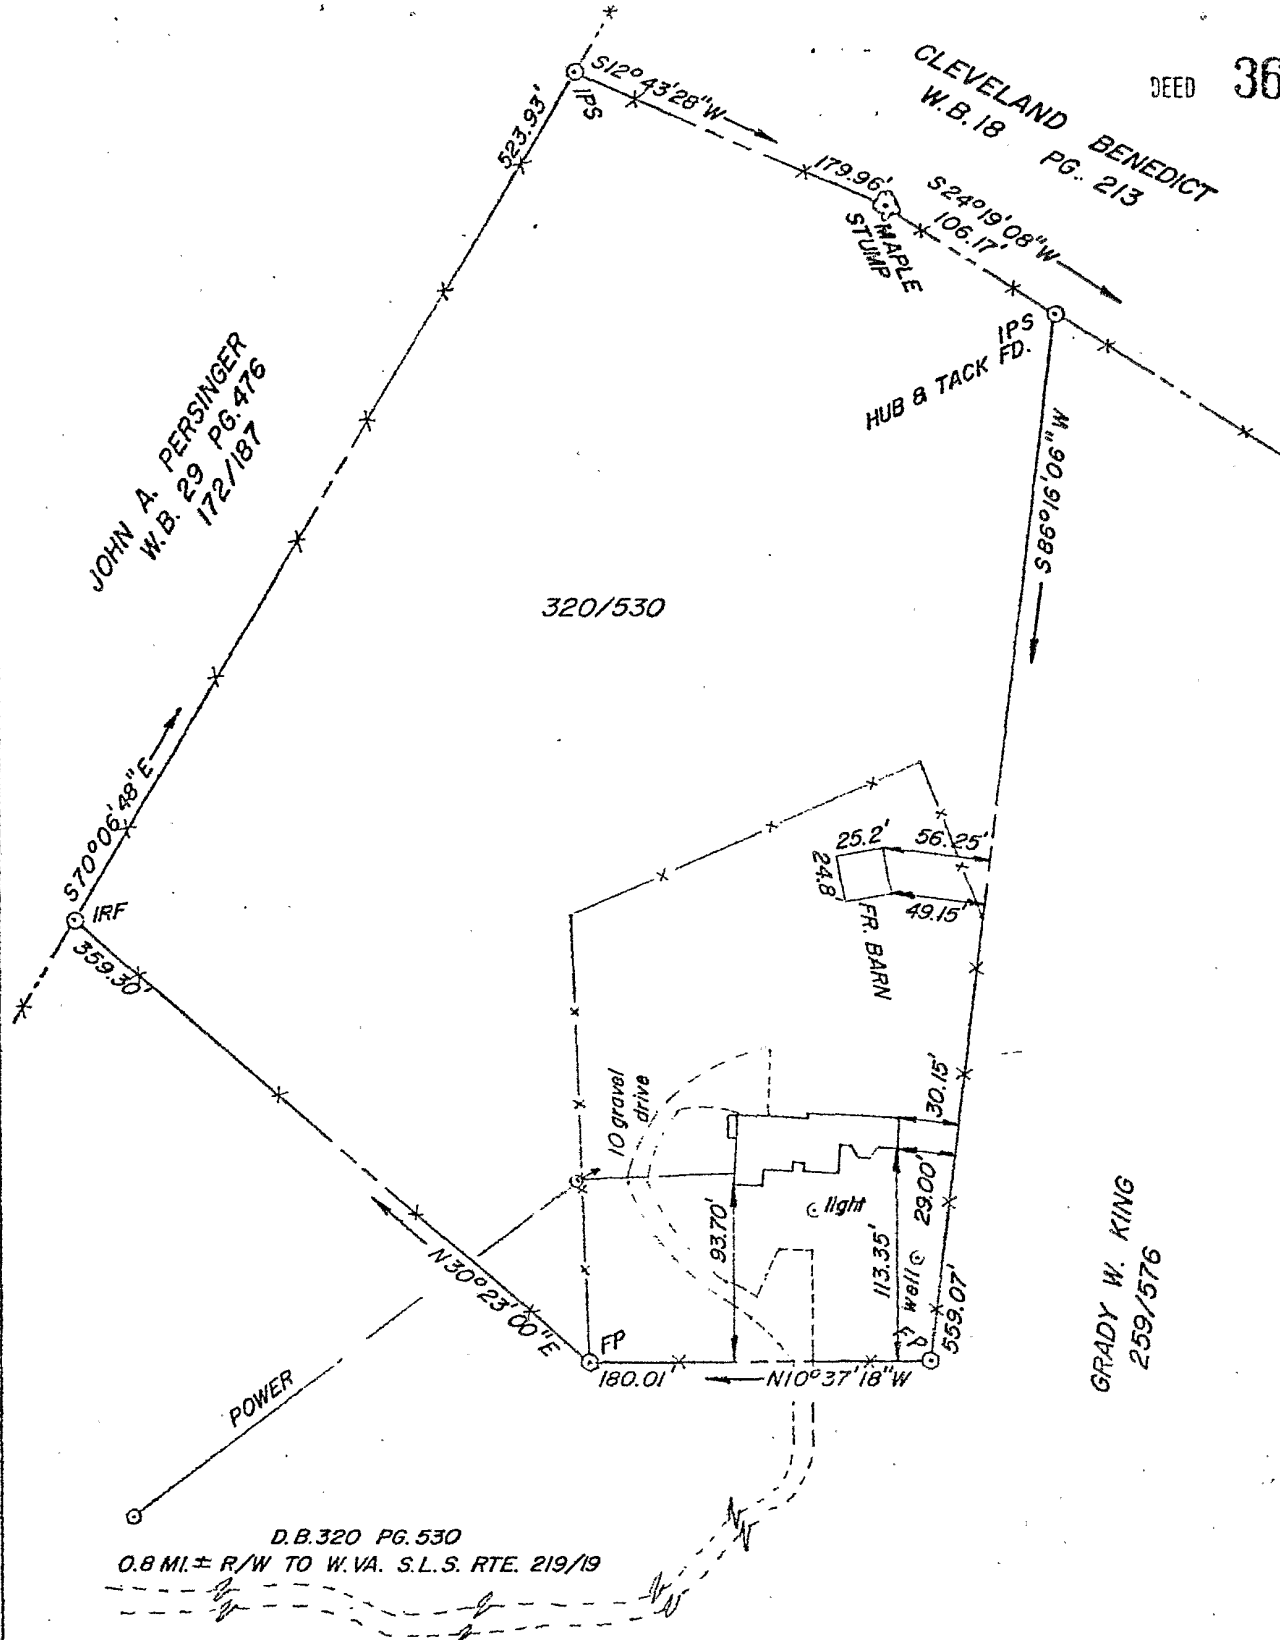 DEED 36
CLEVELAND BENEDICT
W.B. 18 PG. 213
S12°43'28"W
IPS
523.93'
179.96'
MAPLE
STUMP
S24°19'08"W
106.17'
IPS
HUB & TACK FD.
JOHN A. PERSINGER
W.B. 29 PG. 476
172/187
S86°16'06"W
320/530
S70°06'48"E
25.2'
56.25'
24.8
49.15'
FR. BARN
IRF
359.30'
10 gravel
drive
30.15'
29.00'
light
93.70'
113.35'
well
559.07'
GRADY W. KING
259/576
N30°23'00"E
FP
FP
180.01'
N10°37'18"W
POWER
D.B. 320 PG. 530
0.8 MI.± R/W TO W.VA. S.L.S. RTE. 219/19